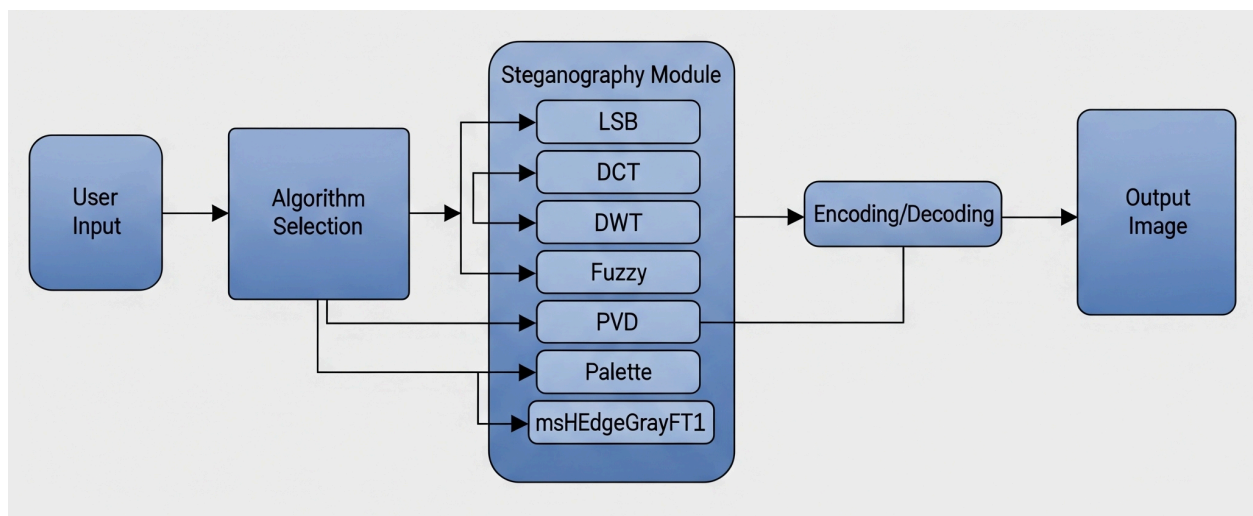 User
Input
Algorithm
Selection
Steganography Module
LSB
DCT
DWT
Fuzzy
PVD
Palette
msHEdgeGrayFT1
Encoding/Decoding
Output
Image